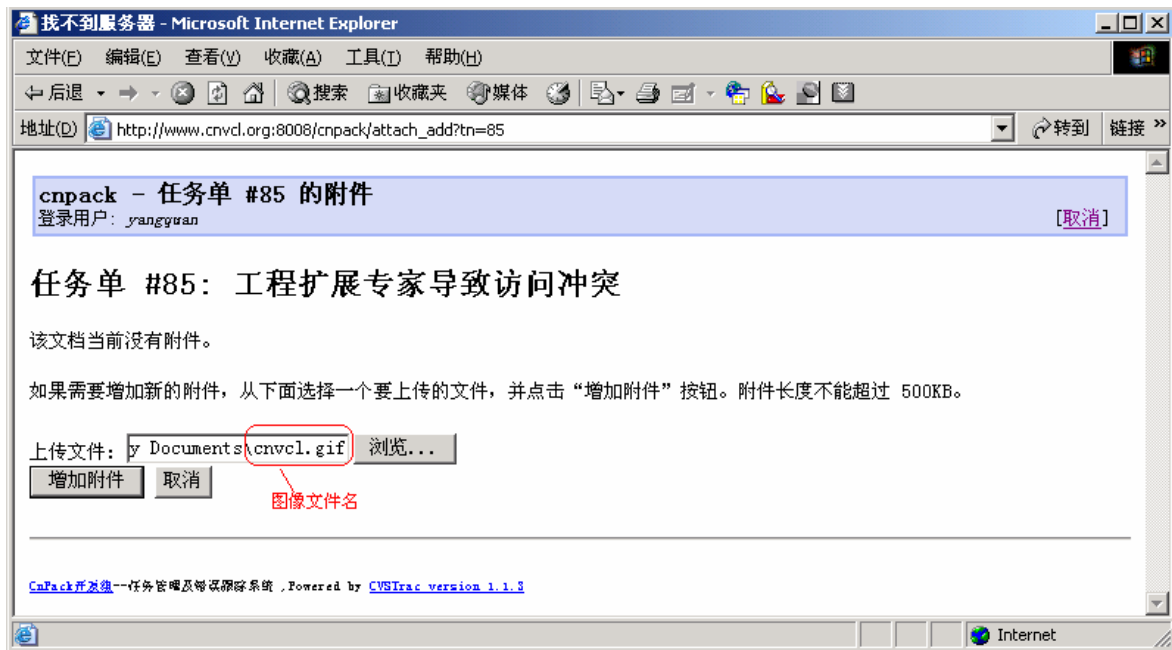 找不到服务器 - Microsoft Internet Explorer
文件(F) 编辑(E) 查看(V) 收藏(A) 工具(T) 帮助(H)
后退 搜索 收藏夹 媒体
地址(D) http://www.cnvcl.org:8008/cnpack/attach_add?tn=85 转到 链接 »
cnpack - 任务单 #85 的附件
登录用户: yangyuan [取消]
任务单 #85: 工程扩展专家导致访问冲突
该文档当前没有附件。
如果需要增加新的附件，从下面选择一个要上传的文件，并点击“增加附件”按钮。附件长度不能超过 500KB。
上传文件: y Documents\cnvcl.gif 浏览...
增加附件 取消
图像文件名
CnPack开发组--任务管理及错误跟踪系统 ,Powered by CVSTrac version 1.1.3
Internet